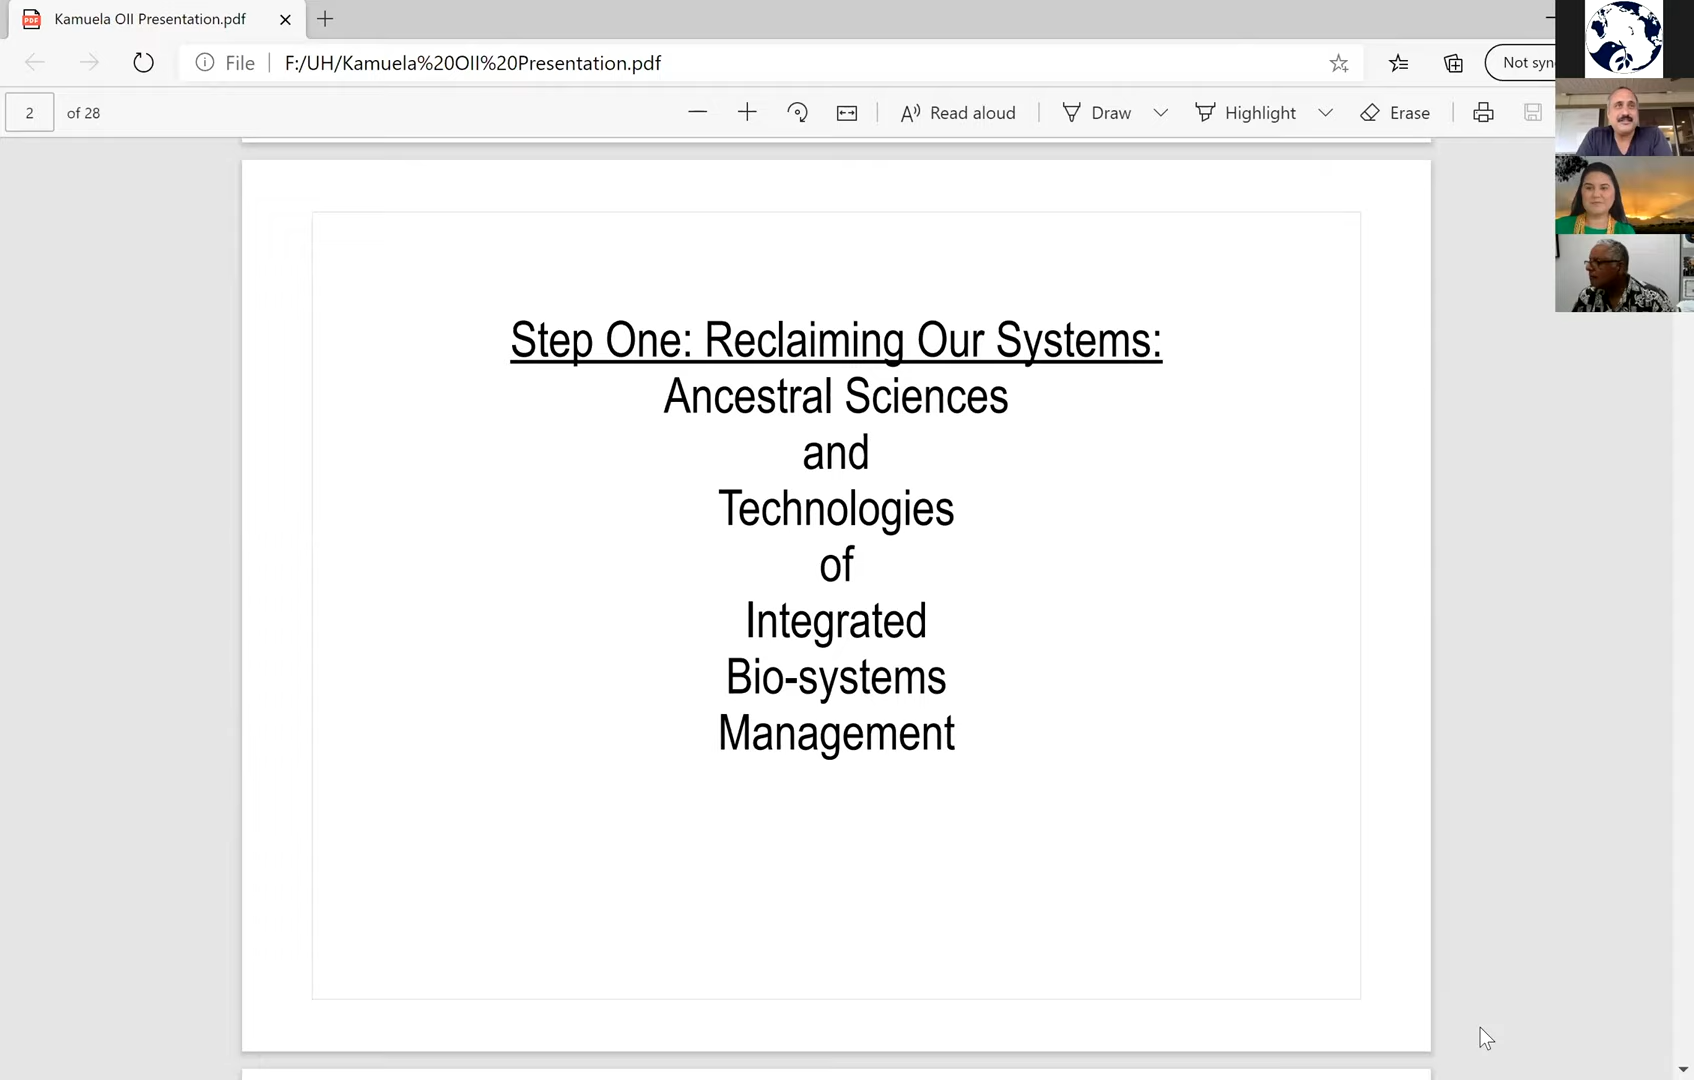 Kamuela OII Presentation.pdf
File
F:/UH/Kamuela%20OII%20Presentation.pdf
Not syn
2 of 28
Read aloud
Draw
Highlight
Erase
Step One: Reclaiming Our Systems:
Ancestral Sciences
and
Technologies
of
Integrated
Bio-systems
Management